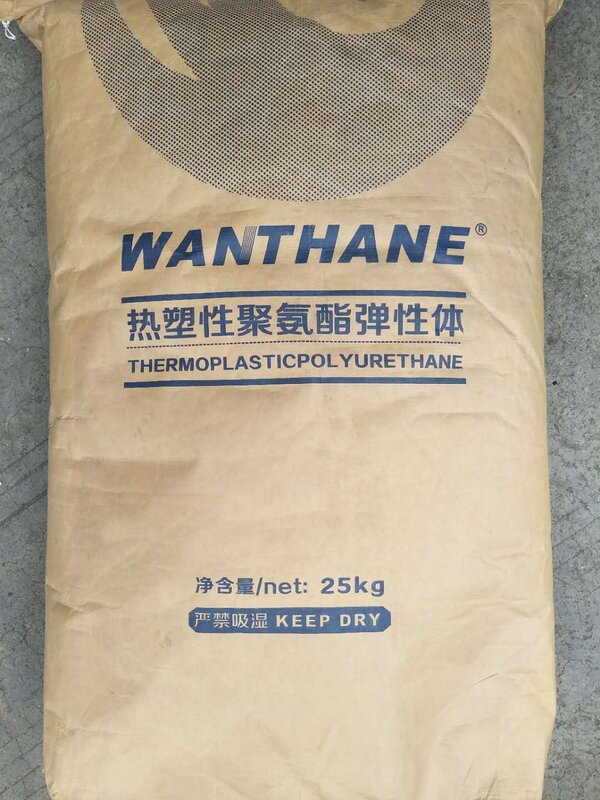 WANTHANE®
热塑性聚氨酯弹性体
THERMOPLASTICPOLYURETHANE
净含量/net: 25kg
严禁吸湿 KEEP DRY